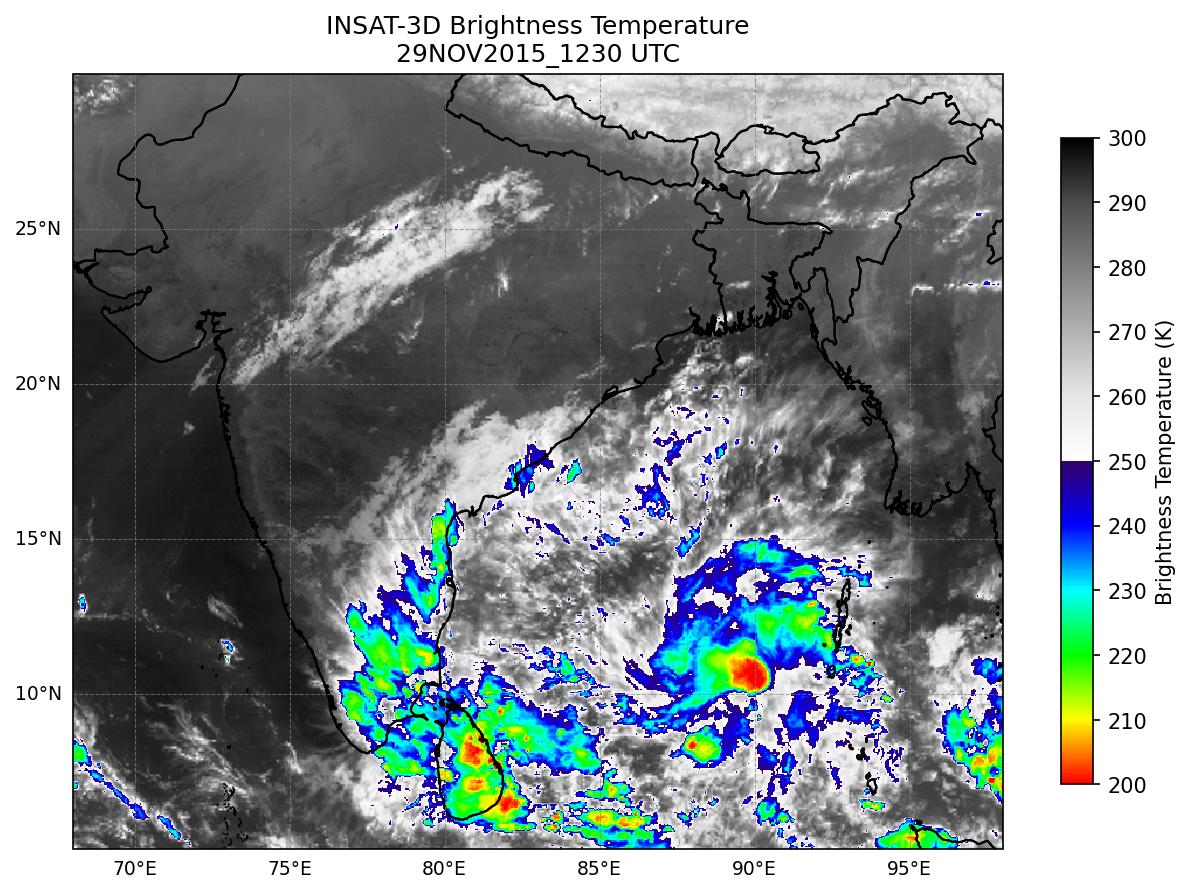 INSAT-3D Brightness Temperature
29NOV2015_1230 UTC
25°N
20°N
15°N
10°N
70°E
75°E
80°E
85°E
90°E
95°E
300
290
280
270
260
250
240
230
220
210
200
Brightness Temperature (K)